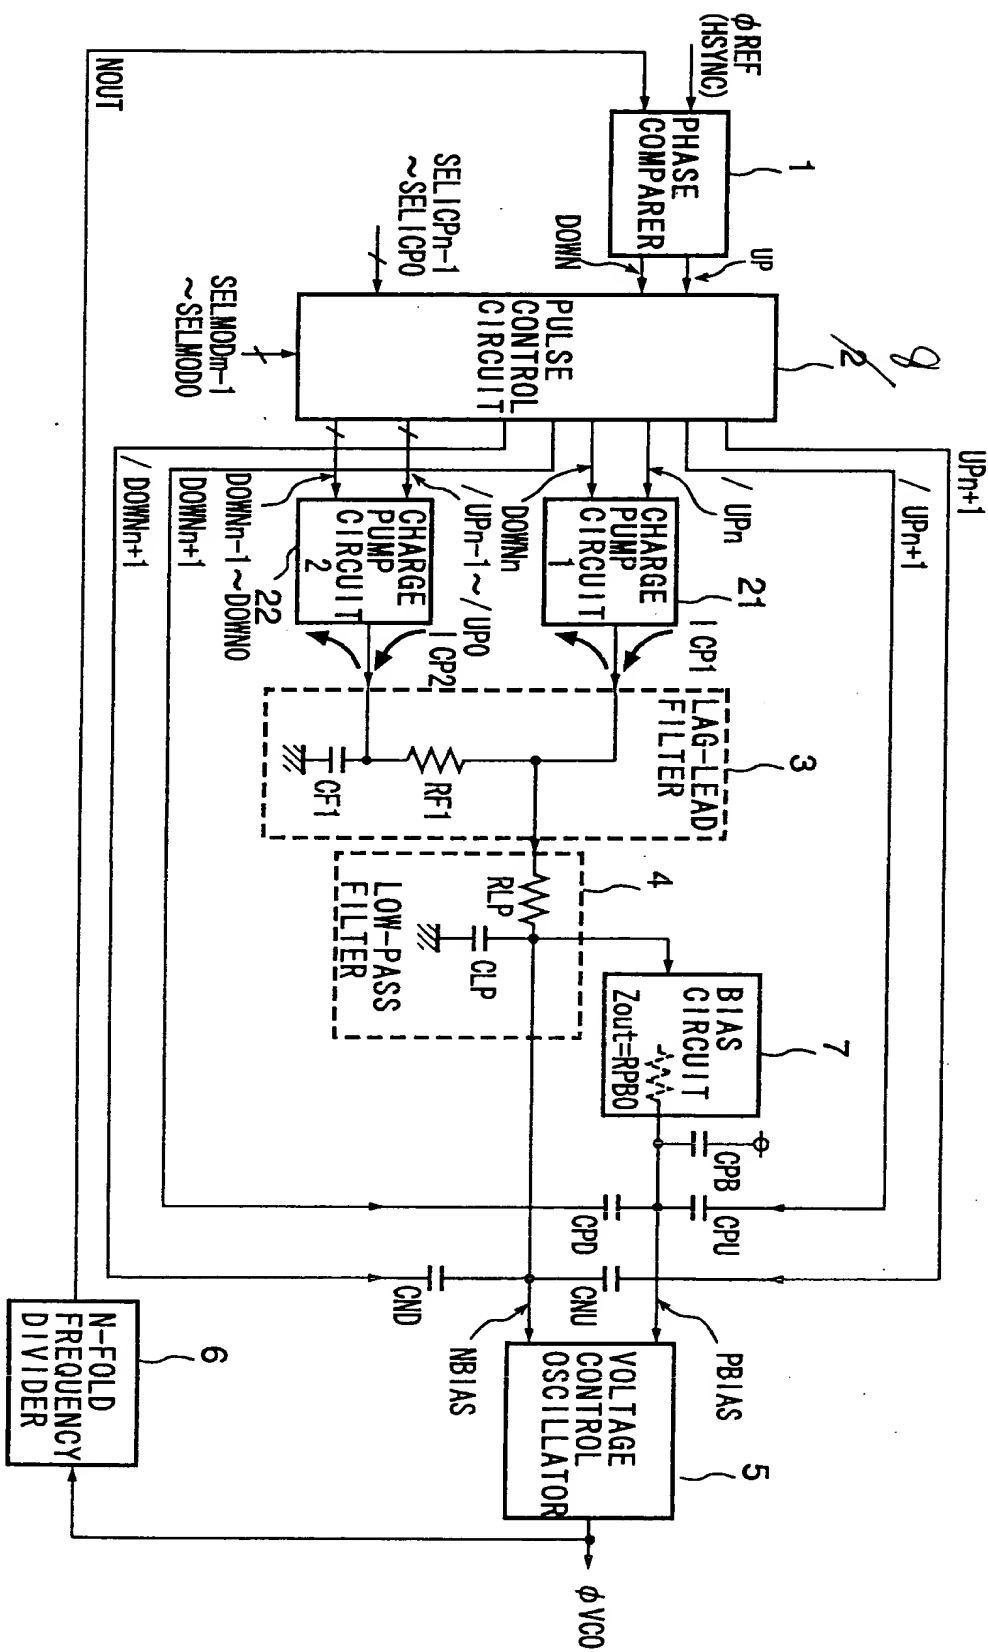 φREF
(HSYNC)
NOUT
PHASE
COMPARER
1
UP
DOWN
SELICPn-1
~SELICP0
SELMODm-1
~SELMOD0
PULSE
CONTROL
CIRCUIT
2
8
UPn+1
/UPn+1
/UPn
DOWNn
/UPn-1~/UP0
DOWNn-1~DOWN0
DOWNn+1
/DOWNn+1
CHARGE
PUMP
CIRCUIT
1
21
CHARGE
PUMP
CIRCUIT
2
22
ICP1
ICP2
LAG-LEAD
FILTER
3
RF1
CF1
4
RLP
CLP
LOW-PASS
FILTER
BIAS
CIRCUIT
Zout=RPBO
7
CPB
CPU
CPD
CNU
CND
PBIAS
NBIAS
VOLTAGE
CONTROL
OSCILLATOR
5
N-FOLD
FREQUENCY
DIVIDER
6
φVCO